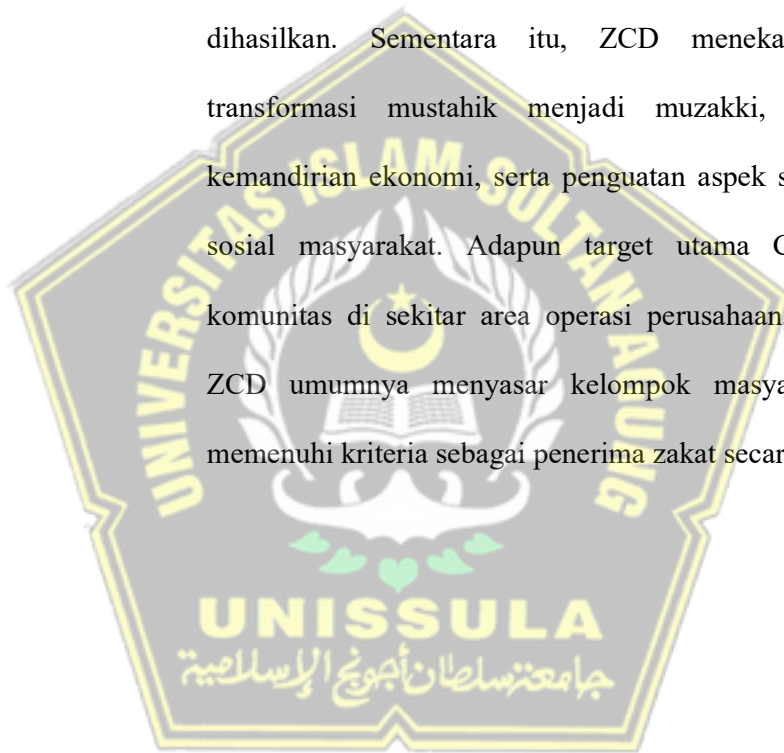 dihasilkan. Sementara itu, ZCD meneka
transformasi mustahik menjadi muzakki,
kemandirian ekonomi, serta penguatan aspek s
sosial masyarakat. Adapun target utama C
komunitas di sekitar area operasi perusahaan
ZCD umumnya menyasar kelompok masya
memenuhi kriteria sebagai penerima zakat secar
UNIVERSITAS ISLAM SULTAN AGUNG
UNISSULA
جامعتنسلطان أجونج الإسلامية